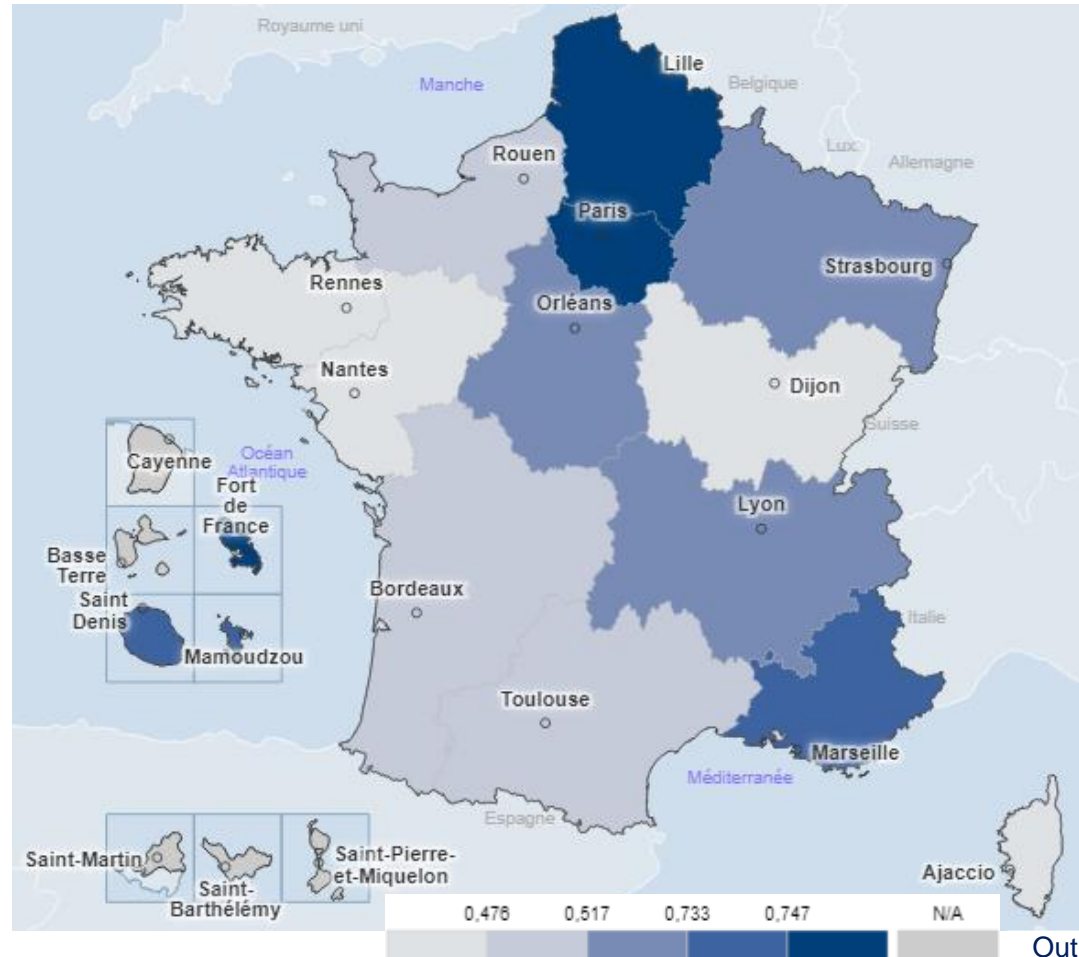 Royaume uni
Lille
Manche
Belgique
Rouen
Lux.
Allemagne
Paris
Strasbourg
Rennes
Orléans
Nantes
Dijon
Suisse
Océan
Atlantique
Cayenne
Fort
de
France
Lyon
Basse
Terre
Saint
Denis
Bordeaux
Italie
Mamoudzou
Toulouse
Marseille
Méditerranée
Espagne
Saint-Martin
Saint-
Barthélémy
Saint-Pierre-
et-Miquelon
Ajaccio
0,476 0,517 0,733 0,747 N/A
Out